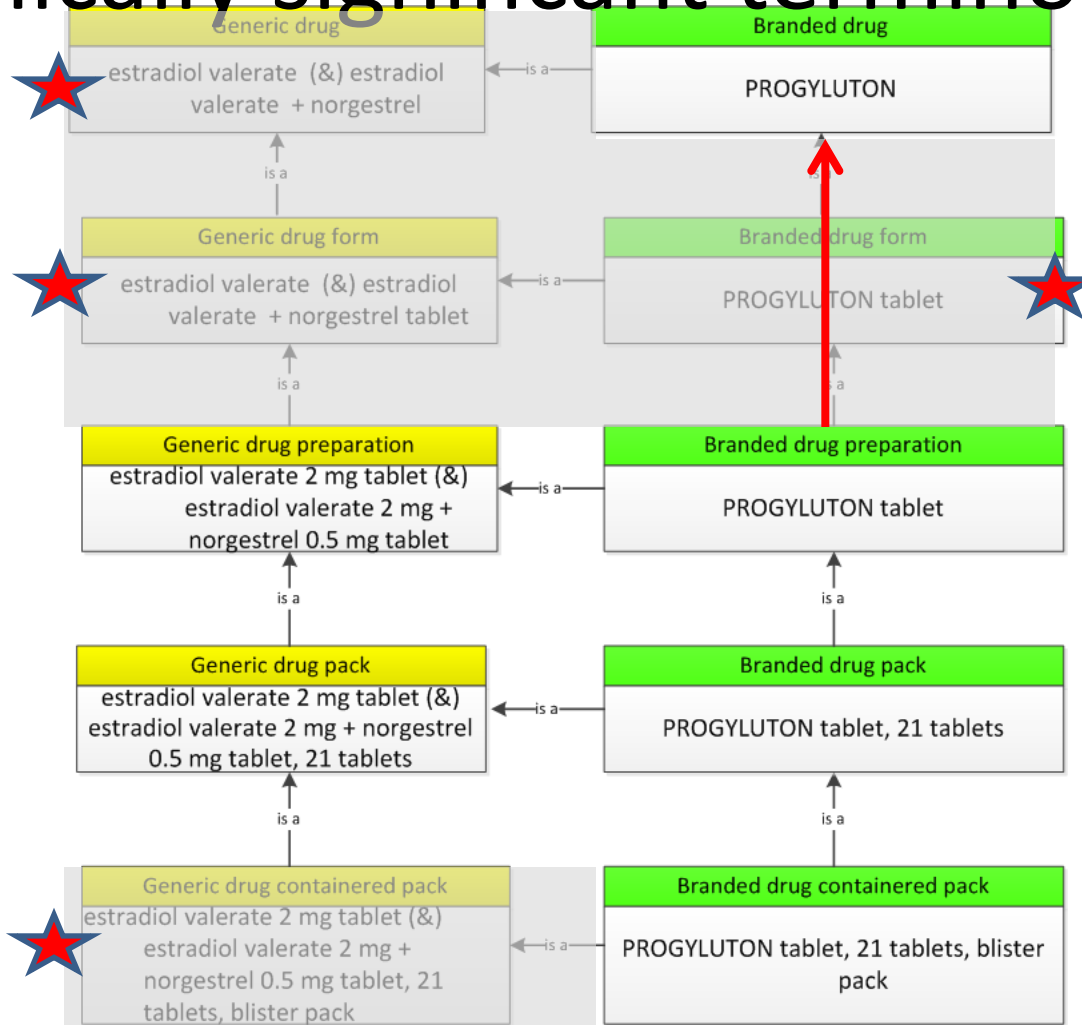 ically significant termino
Generic drug
Branded drug
estradiol valerate (&) estradiol
valerate + norgestrel
is a
PROGYLUTON
is a
is a
Generic drug form
Branded drug form
estradiol valerate (&) estradiol
valerate + norgestrel tablet
is a
PROGYLUTON tablet
is a
a
Generic drug preparation
Branded drug preparation
estradiol valerate 2 mg tablet (&)
estradiol valerate 2 mg +
norgestrel 0.5 mg tablet
is a
PROGYLUTON tablet
is a
is a
Generic drug pack
Branded drug pack
estradiol valerate 2 mg tablet (&)
estradiol valerate 2 mg + norgestrel
0.5 mg tablet, 21 tablets
is a
PROGYLUTON tablet, 21 tablets
is a
is a
Generic drug containered pack
Branded drug containered pack
estradiol valerate 2 mg tablet (&)
estradiol valerate 2 mg +
norgestrel 0.5 mg tablet, 21
tablets, blister pack
is a
PROGYLUTON tablet, 21 tablets, blister
pack